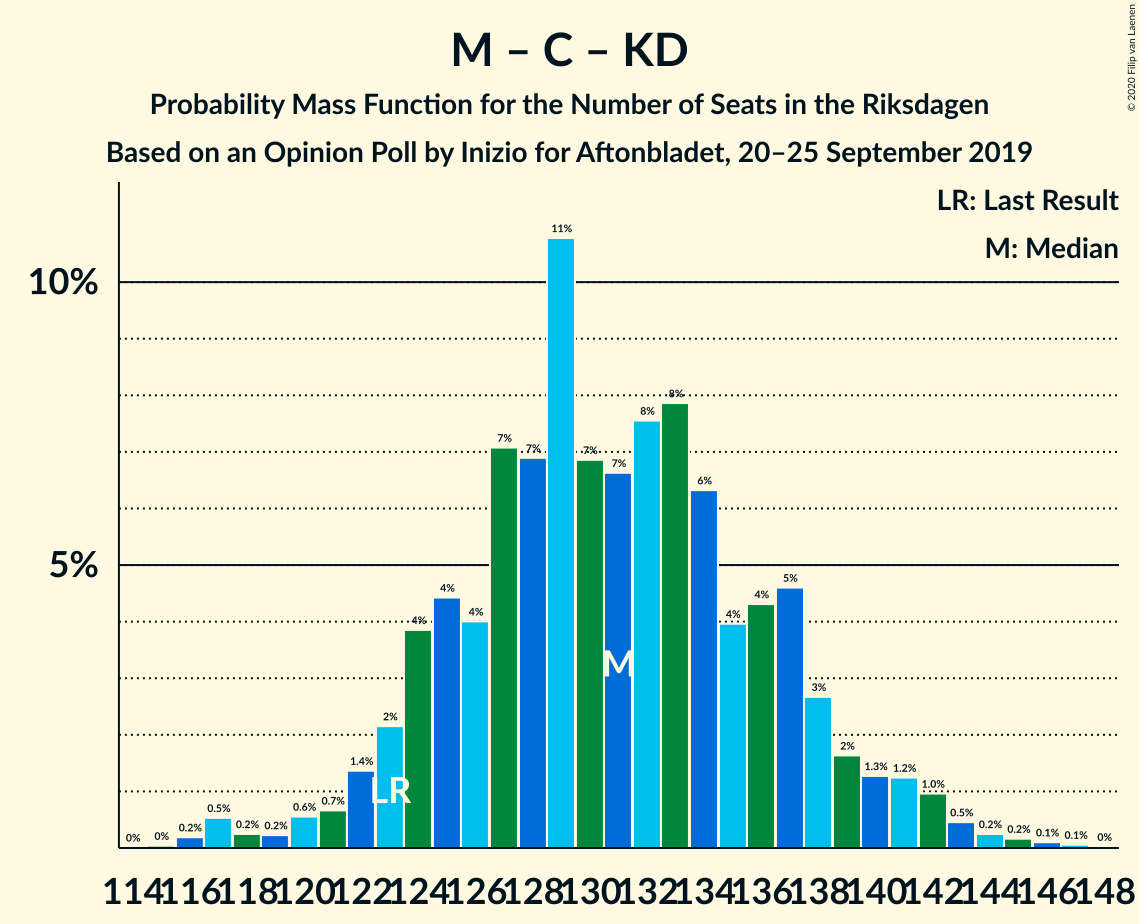 M – C – KD
Probability Mass Function for the Number of Seats in the Riksdagen
Based on an Opinion Poll by Inizio for Aftonbladet, 20–25 September 2019
© 2020 Filip van Laenen
LR: Last Result
M: Median
10%
5%
0% 0% 0.2% 0.5% 0.2% 0.2% 0.6% 0.7% 1.4% 2% 4% 4% 4% 7% 7% 11% 7% 7% 8% 8% 6% 4% 4% 5% 3% 2% 1.3% 1.2% 1.0% 0.5% 0.2% 0.2% 0.1% 0.1% 0%
M
LR
114 116 118 120 122 124 126 128 130 132 134 136 138 140 142 144 146 148